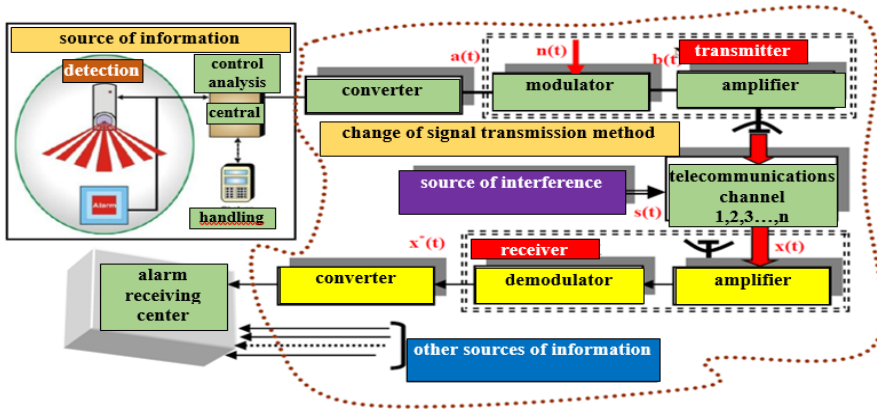 source of information
detection
control
analysis
central
Alarm
handling
converter
a(t)
n(t)
modulator
b(t)
transmitter
amplifier
change of signal transmission method
source of interference
s(t)
telecommunications
channel
1,2,3…,n
x(t)
x˜(t)
receiver
converter
demodulator
amplifier
alarm
receiving
center
other sources of information